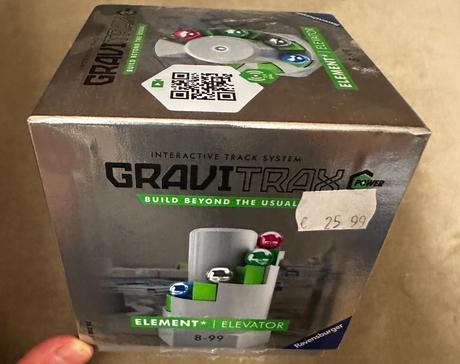 GRAVITRAX
BUILD BEYOND THE USUAL
ELEMENT* | ELEVATOR
Ravensburger
INTERACTIVE TRACK SYSTEM
GRAVITRAX
POWER
BUILD BEYOND THE USUAL
€ 25 99
ELEMENT* | ELEVATOR
8-99
Ravensburger